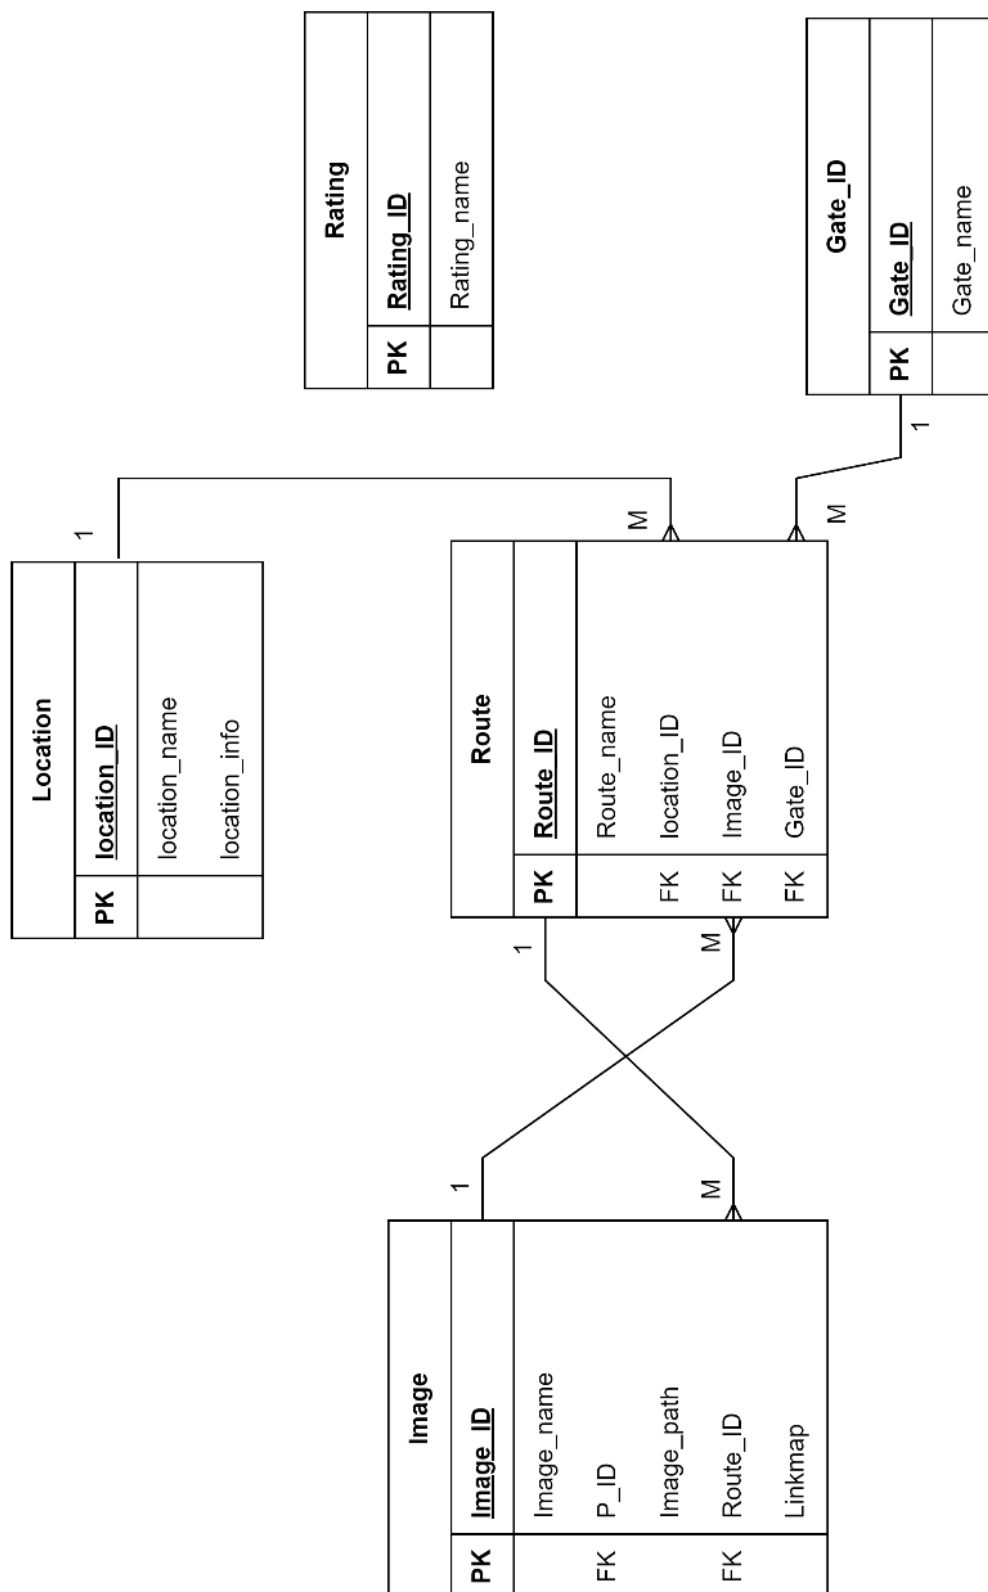 Image
PK Image_ID
Image_name
FK P_ID
Image_path
FK Route_ID
Linkmap
1
M
1
M
Location
PK location_ID
location_name
location_info
1
Route
PK Route_ID
Route_name
FK location_ID
FK Image_ID
FK Gate_ID
M
M
1
Rating
PK Rating_ID
Rating_name
Gate_ID
PK Gate_ID
Gate_name